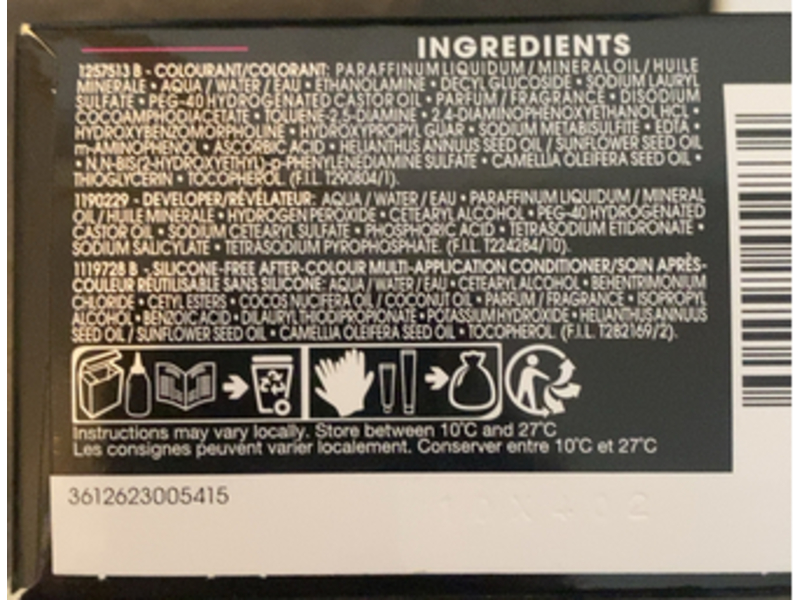 INGREDIENTS
1257513 B - COLOURANT/COLORANT: PARAFFINUM LIQUIDUM / MINERAL OIL / HUILE
MINERALE • AQUA / WATER / EAU • ETHANOLAMINE • DECYL GLUCOSIDE • SODIUM LAURYL
SULFATE • PEG-40 HYDROGENATED CASTOR OIL • PARFUM / FRAGRANCE • DISODIUM
COCOAMPHODIACETATE • TOLUENE-2,5-DIAMINE • 2,4-DIAMINOPHENOXYETHANOL HCL •
HYDROXYBENZOMORPHOLINE • HYDROXYPROPYL GUAR • SODIUM METABISULFITE • EDTA •
m-AMINOPHENOL • ASCORBIC ACID • HELIANTHUS ANNUUS SEED OIL / SUNFLOWER SEED OIL
• N,N-BIS(2-HYDROXYETHYL)-p-PHENYLENEDIAMINE SULFATE • CAMELLIA OLEIFERA SEED OIL •
THIOGLYCERIN • TOCOPHEROL. (F.I.L. T290804/1).
1190229 - DEVELOPER/RÉVÉLATEUR: AQUA / WATER / EAU • PARAFFINUM LIQUIDUM / MINERAL
OIL / HUILE MINERALE • HYDROGEN PEROXIDE • CETEARYL ALCOHOL • PEG-40 HYDROGENATED
CASTOR OIL • SODIUM CETEARYL SULFATE • PHOSPHORIC ACID • TETRASODIUM ETIDRONATE •
SODIUM SALICYLATE • TETRASODIUM PYROPHOSPHATE. (F.I.L. T224284/10).
1119728 B - SILICONE-FREE AFTER-COLOUR MULTI-APPLICATION CONDITIONER/SOIN APRÈS-
COULEUR RÉUTILISABLE SANS SILICONE: AQUA / WATER / EAU • CETEARYL ALCOHOL • BEHENTRIMONIUM
CHLORIDE • CETYL ESTERS • COCOS NUCIFERA OIL / COCONUT OIL • PARFUM / FRAGRANCE • ISOPROPYL
ALCOHOL • BENZOIC ACID • DILAURYL THIODIPROPIONATE • POTASSIUM HYDROXIDE • HELIANTHUS ANNUUS
SEED OIL / SUNFLOWER SEED OIL • CAMELLIA OLEIFERA SEED OIL • TOCOPHEROL. (F.I.L. T282169/2).
Instructions may vary locally. Store between 10°C and 27°C
Les consignes peuvent varier localement. Conserver entre 10°C et 27°C
3612623005415